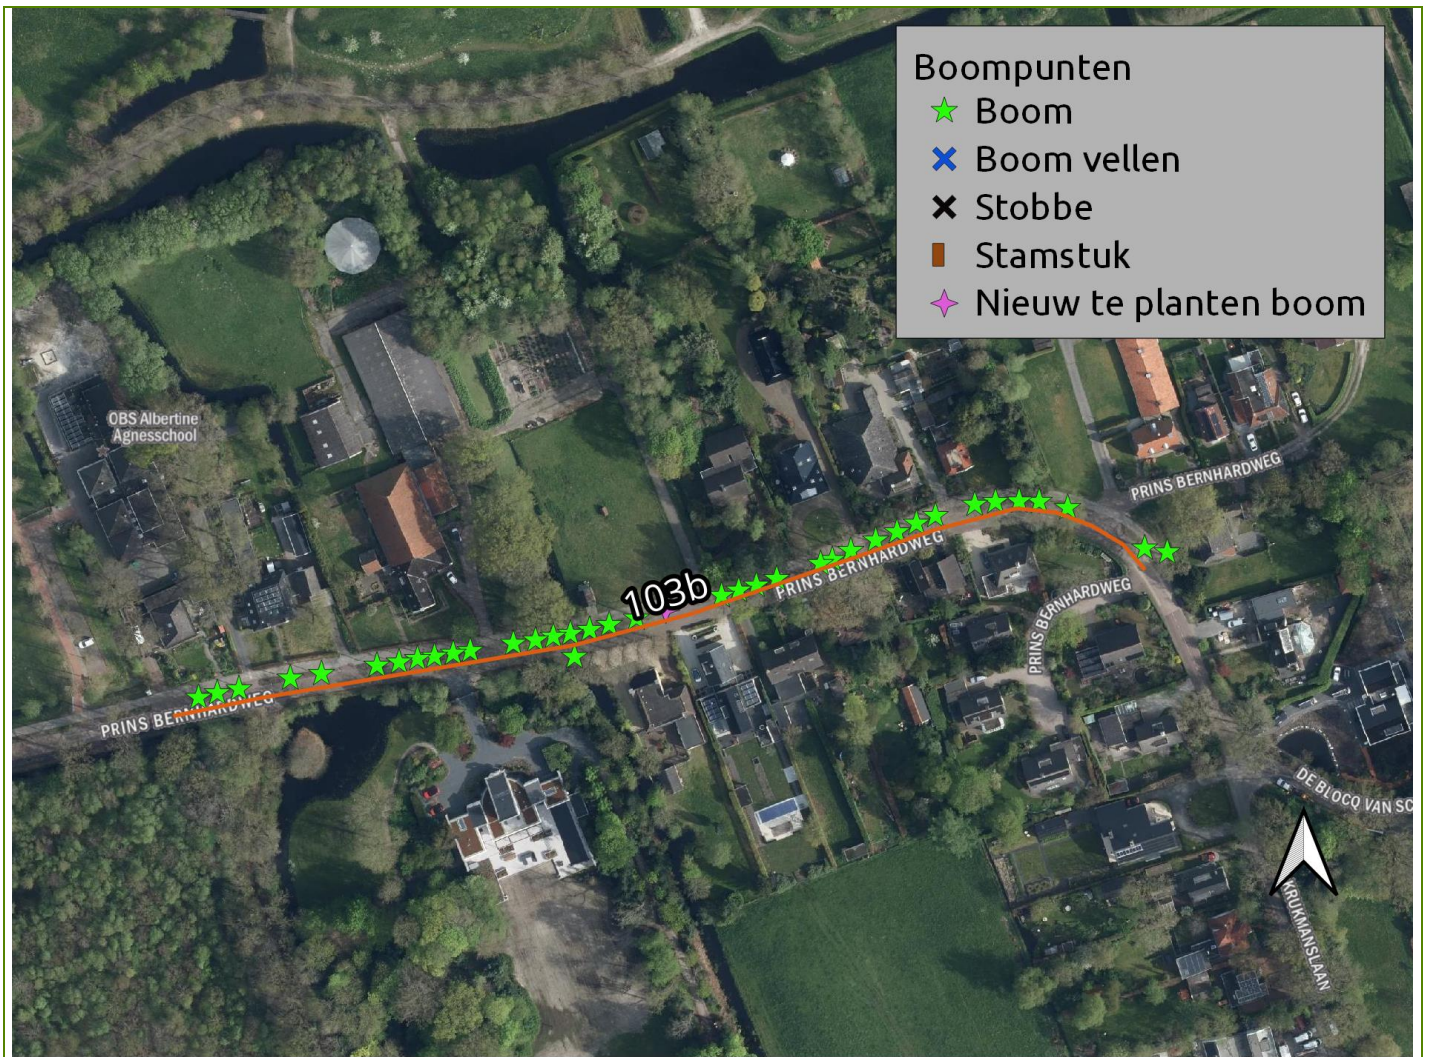 Boompunten
Boom
Boom vellen
Stobbe
Stamstuk
Nieuw te planten boom
OBS Albertine
Agnesschool
PRINS BERNHARDWEG
PRINS BERNHARDWEG
103b
PRINS BERNHARDWEG
PRINS BERNHARDWEG
DE BLOCQ VAN SC
KRUKMANSLAAN